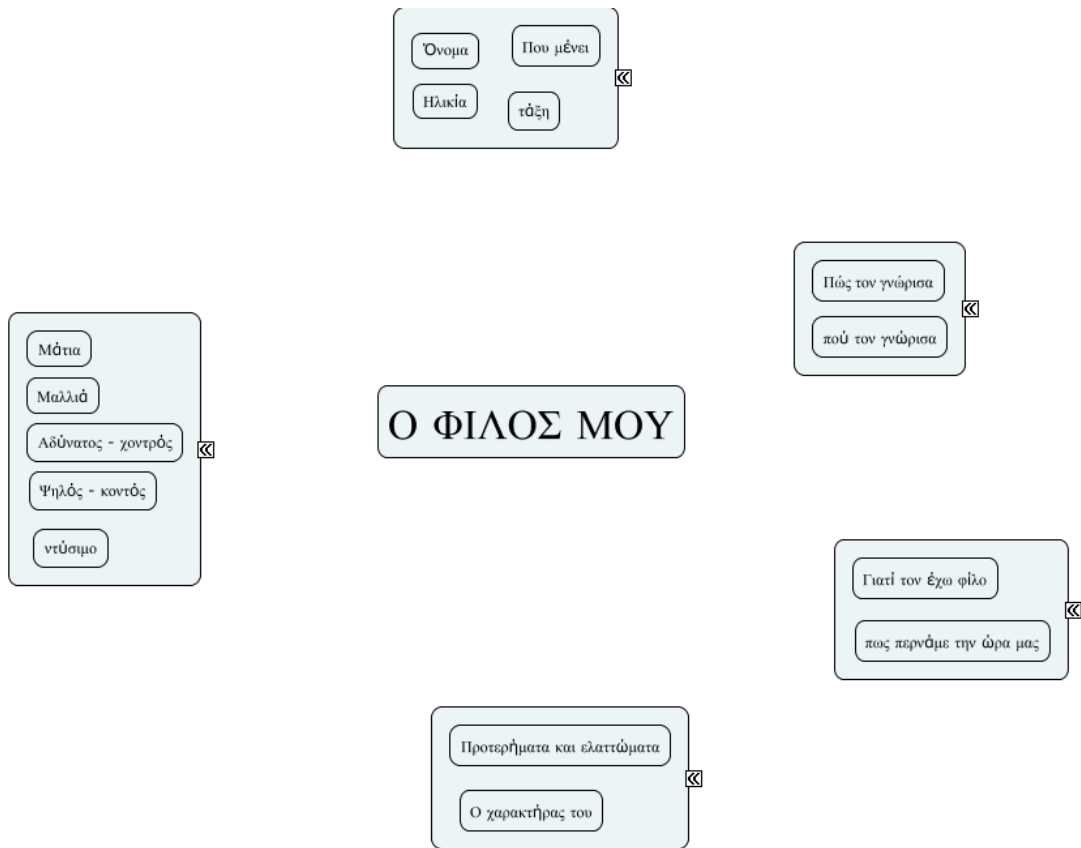 Όνομα
Που μένει
Ηλικία
τάξη
Πώς τον γνώρισα
πού τον γνώρισα
Μάτια
Μαλλιά
Αδύνατος - χοντρός
Ψηλός - κοντός
ντύσιμο
Ο ΦΙΛΟΣ ΜΟΥ
Γιατί τον έχω φίλο
πως περνάμε την ώρα μας
Προτερήματα και ελαττώματα
Ο χαρακτήρας του